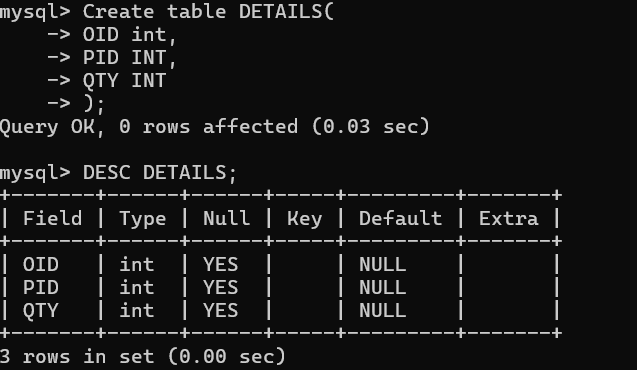 mysql> Create table DETAILS(
    -> OID int,
    -> PID INT,
    -> QTY INT
    -> );
Query OK, 0 rows affected (0.03 sec)

mysql> DESC DETAILS;
+-------+------+------+-----+---------+-------+
| Field | Type | Null | Key | Default | Extra |
+-------+------+------+-----+---------+-------+
| OID   | int  | YES  |     | NULL    |       |
| PID   | int  | YES  |     | NULL    |       |
| QTY   | int  | YES  |     | NULL    |       |
+-------+------+------+-----+---------+-------+
3 rows in set (0.00 sec)